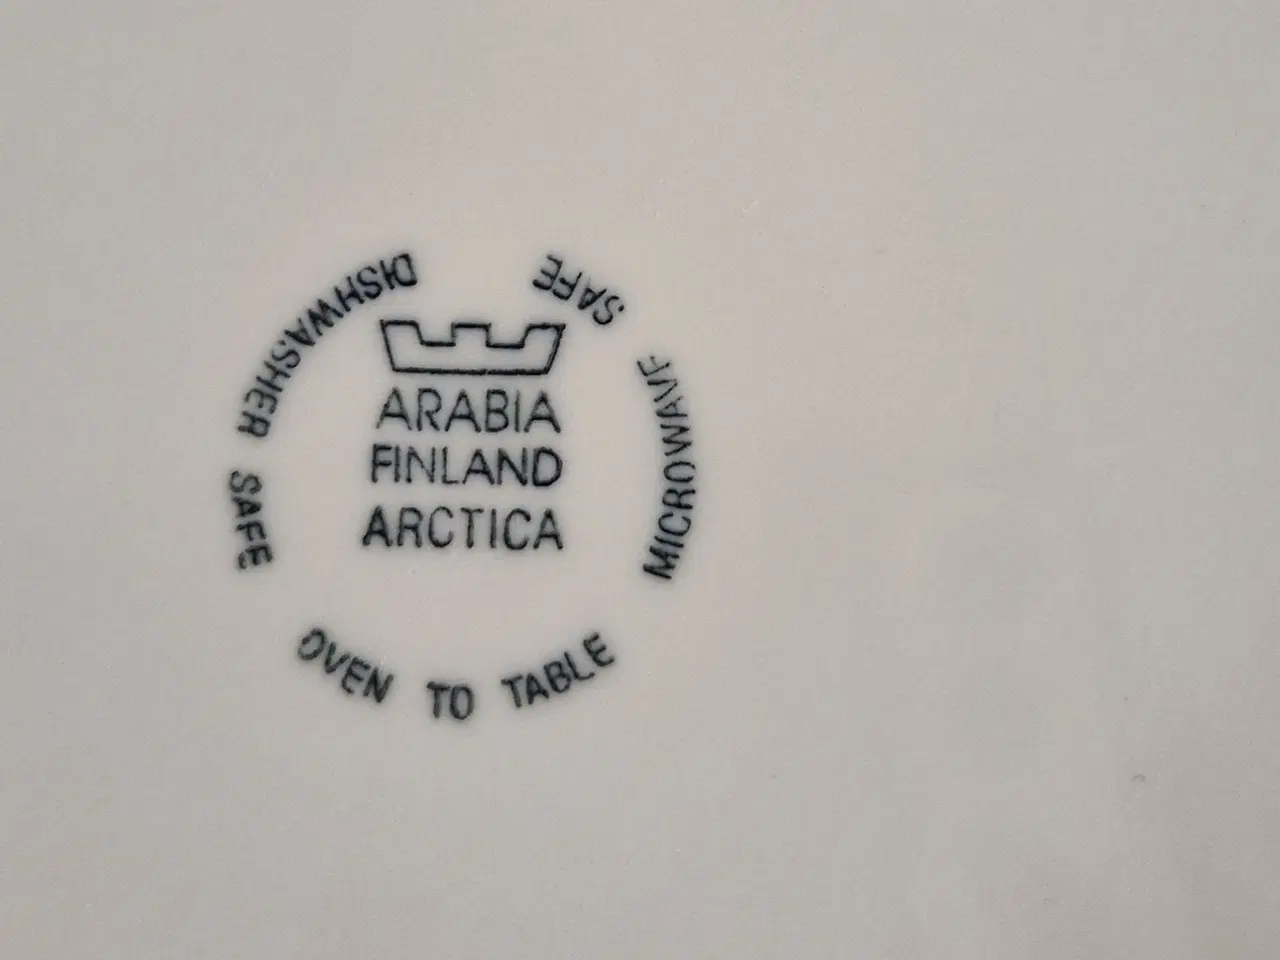 ARABIA
FINLAND
ARCTICA
DISHWASHER SAFE
OVEN TO TABLE
MICROWAVE SAFE